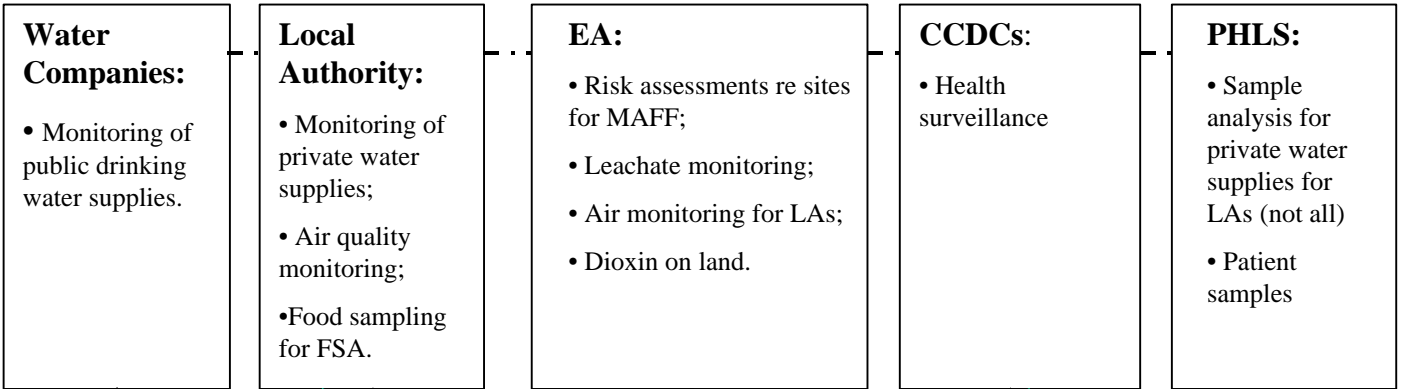 Water
Companies:
• Monitoring of
public drinking
water supplies.
Local
Authority:
• Monitoring of
private water
supplies;
• Air quality
monitoring;
•Food sampling
for FSA.
EA:
• Risk assessments re sites
for MAFF;
• Leachate monitoring;
• Air monitoring for LAs;
• Dioxin on land.
CCDCs:
• Health
surveillance
PHLS:
• Sample
analysis for
private water
supplies for
LAs (not all)
• Patient
samples